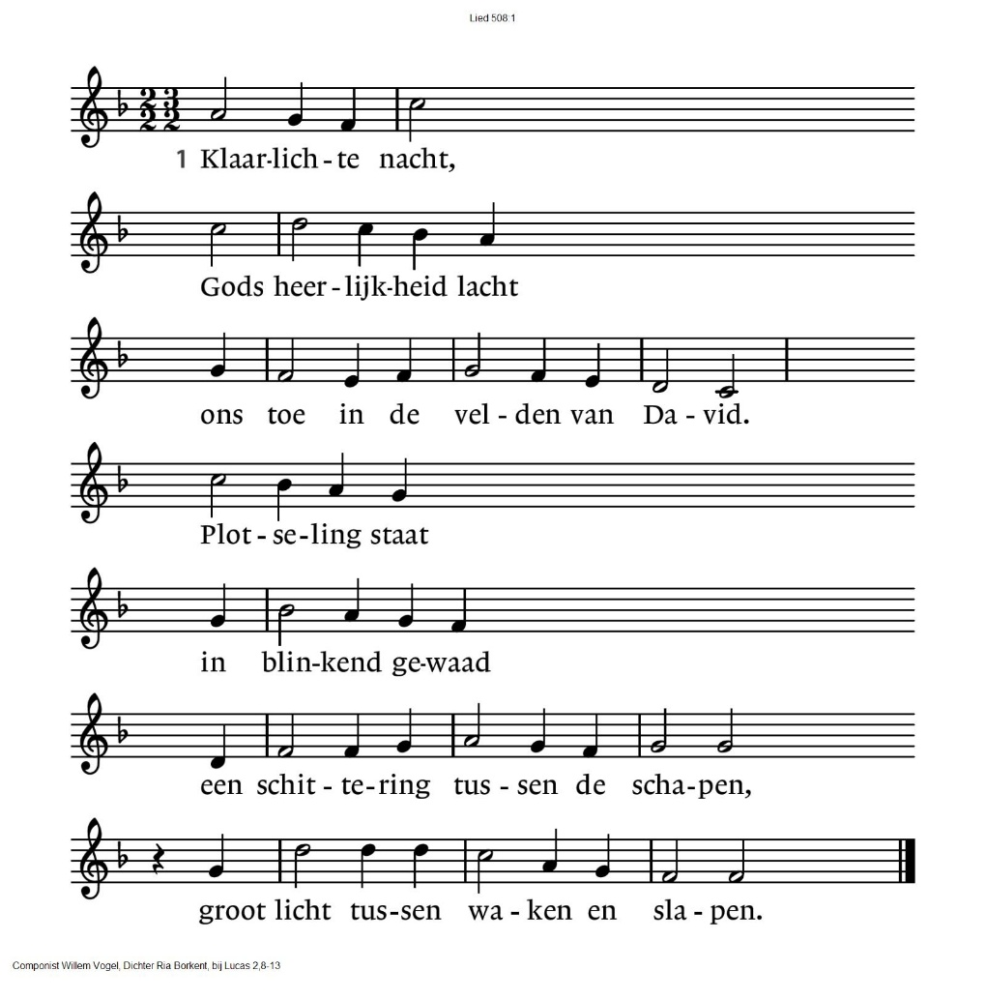 Lied 508:1
1 Klaar-lich-te nacht,
Gods heer-lijk-heid lacht
ons toe in de vel-den van Da-vid.
Plot-se-ling staat
in blin-kend ge-waad
een schit-te-ring tus-sen de scha-pen,
groot licht tus-sen wa-ken en sla-pen.
Componist Willem Vogel, Dichter Ria Borkent, bij Lucas 2,8-13